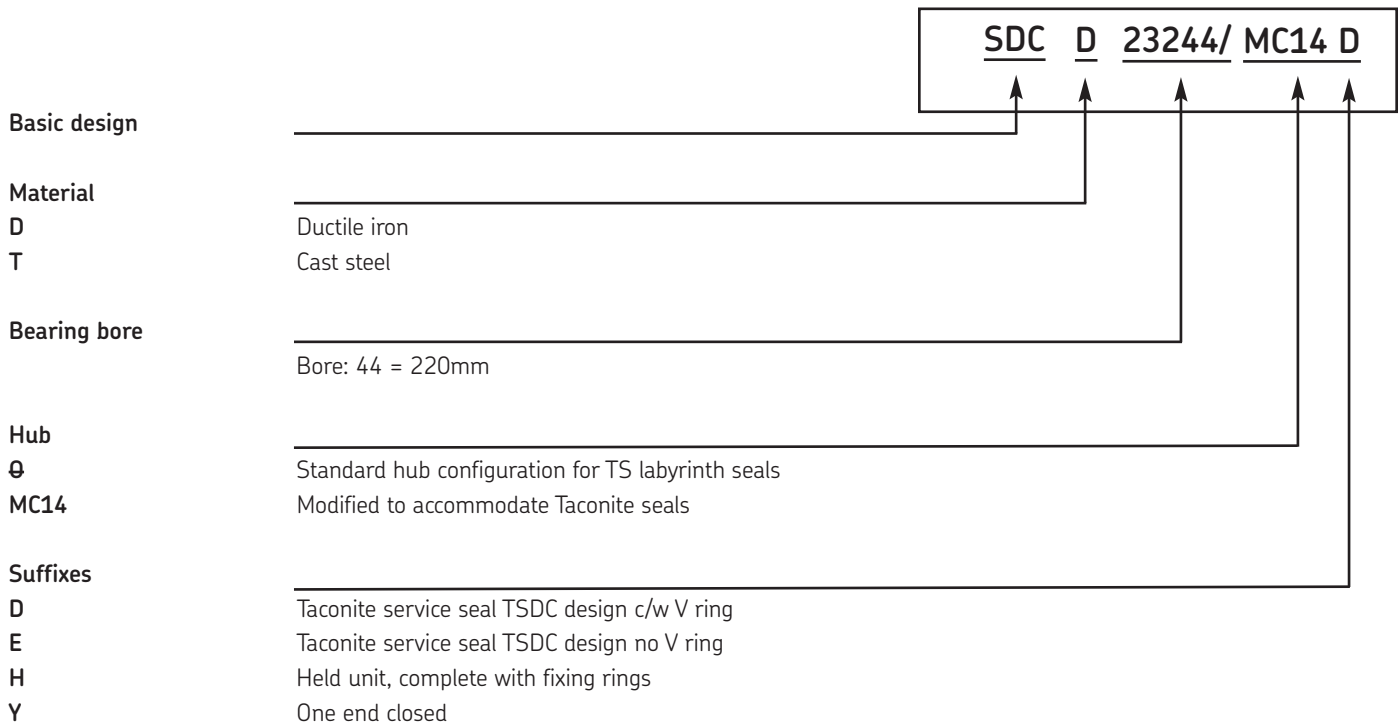 SDC D 23244/ MC14 D
Basic design
Material
D Ductile iron
T Cast steel
Bearing bore
Bore: 44 = 220mm
Hub
0 Standard hub configuration for TS labyrinth seals
MC14 Modified to accommodate Taconite seals
Suffixes
D Taconite service seal TSDC design c/w V ring
E Taconite service seal TSDC design no V ring
H Held unit, complete with fixing rings
Y One end closed